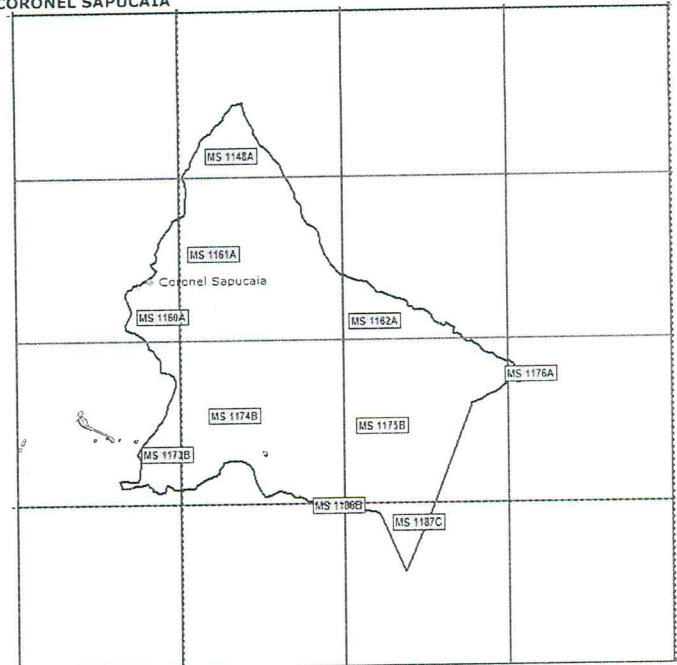 CORONEL SAPUCAIA
MS 1148A
MS 1161A
Coronel Sapucaia
MS 1160A
MS 1162A
MS 1176A
MS 1174B
MS 1175B
MS 1173B
MS 1186B
MS 1187C